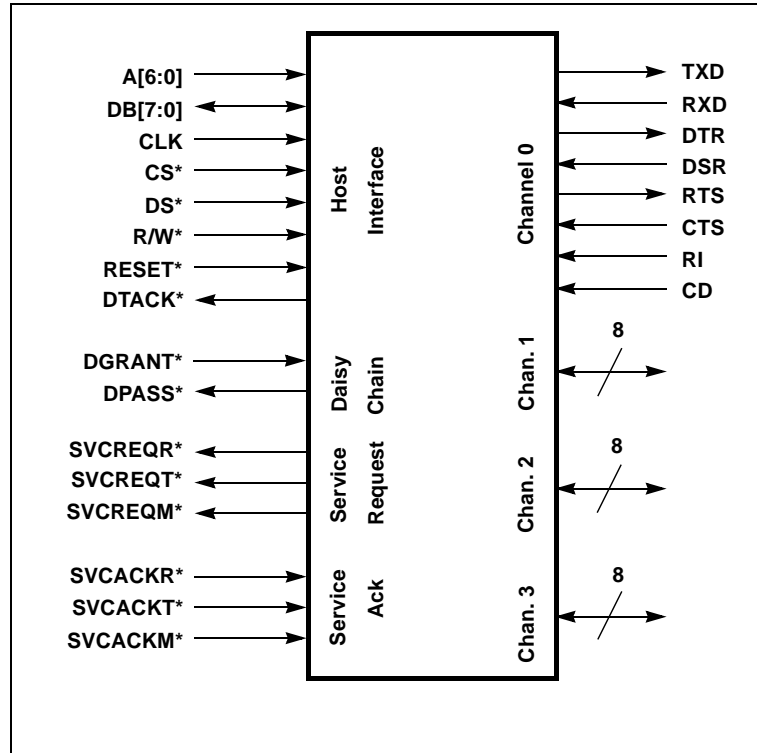 A[6:0]
DB[7:0]
CLK
CS*
DS*
R/W*
RESET*
DTACK*
DGRANT*
DPASS*
SVCREQR*
SVCREQT*
SVCREQM*
SVCACKR*
SVCACKT*
SVCACKM*
Host
Interface
Daisy
Chain
Service
Request
Service
Ack
Channel 0
Chan. 1
Chan. 2
Chan. 3
TXD
RXD
DTR
DSR
RTS
CTS
RI
CD
8
8
8